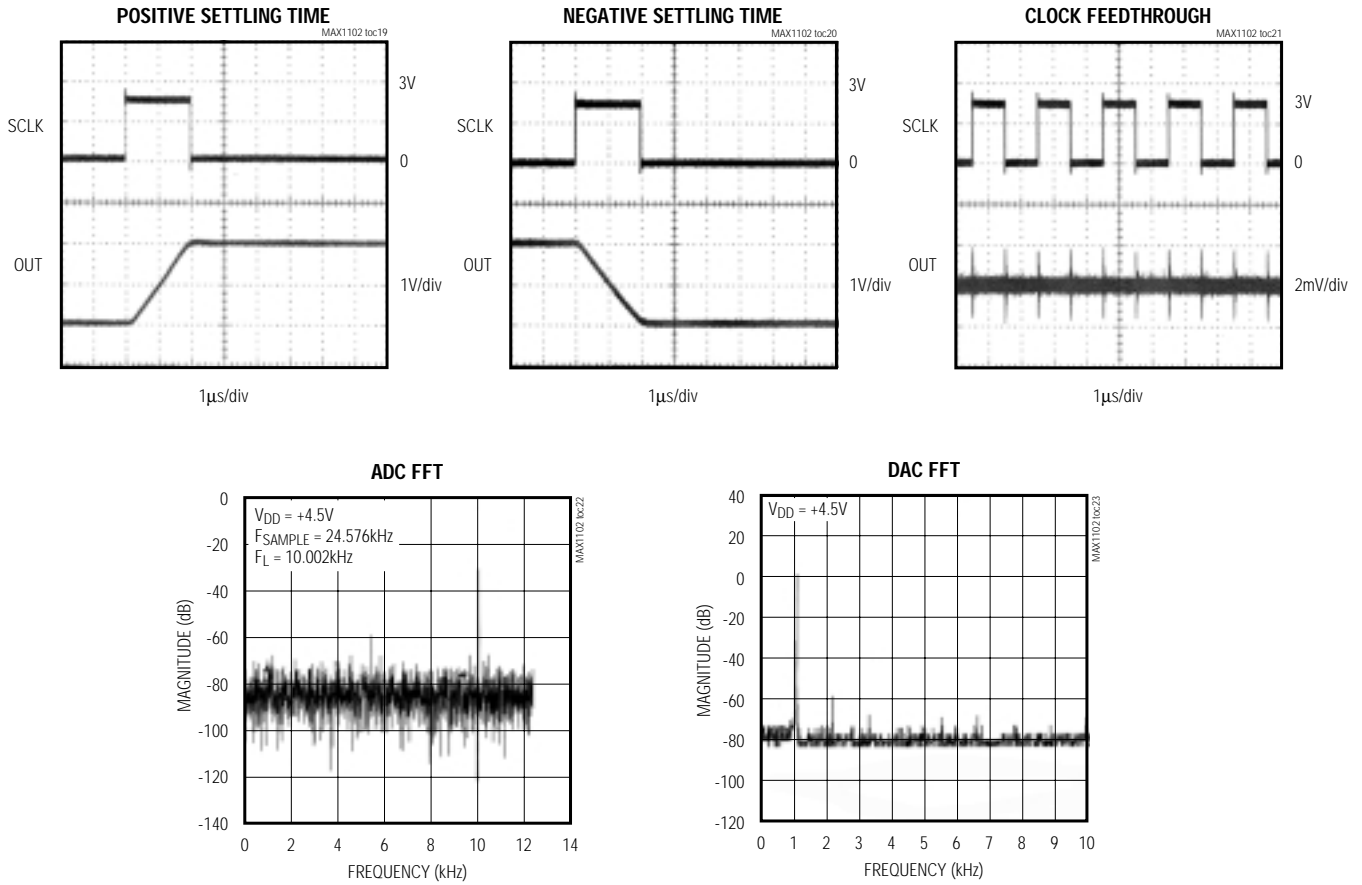 POSITIVE SETTLING TIME
MAX1102 toc19
SCLK
3V
0
OUT
1V/div
1µs/div
NEGATIVE SETTLING TIME
MAX1102 toc20
SCLK
3V
0
OUT
1V/div
1µs/div
CLOCK FEEDTHROUGH
MAX1102 toc21
SCLK
3V
0
OUT
2mV/div
1µs/div
ADC FFT
MAX1102 toc22
VDD = +4.5V
FSAMPLE = 24.576kHz
FL = 10.002kHz
MAGNITUDE (dB)
0
-20
-40
-60
-80
-100
-120
-140
0 2 4 6 8 10 12 14
FREQUENCY (kHz)
DAC FFT
MAX1102 toc23
VDD = +4.5V
MAGNITUDE (dB)
40
20
0
-20
-40
-60
-80
-100
-120
0 1 2 3 4 5 6 7 8 9 10
FREQUENCY (kHz)